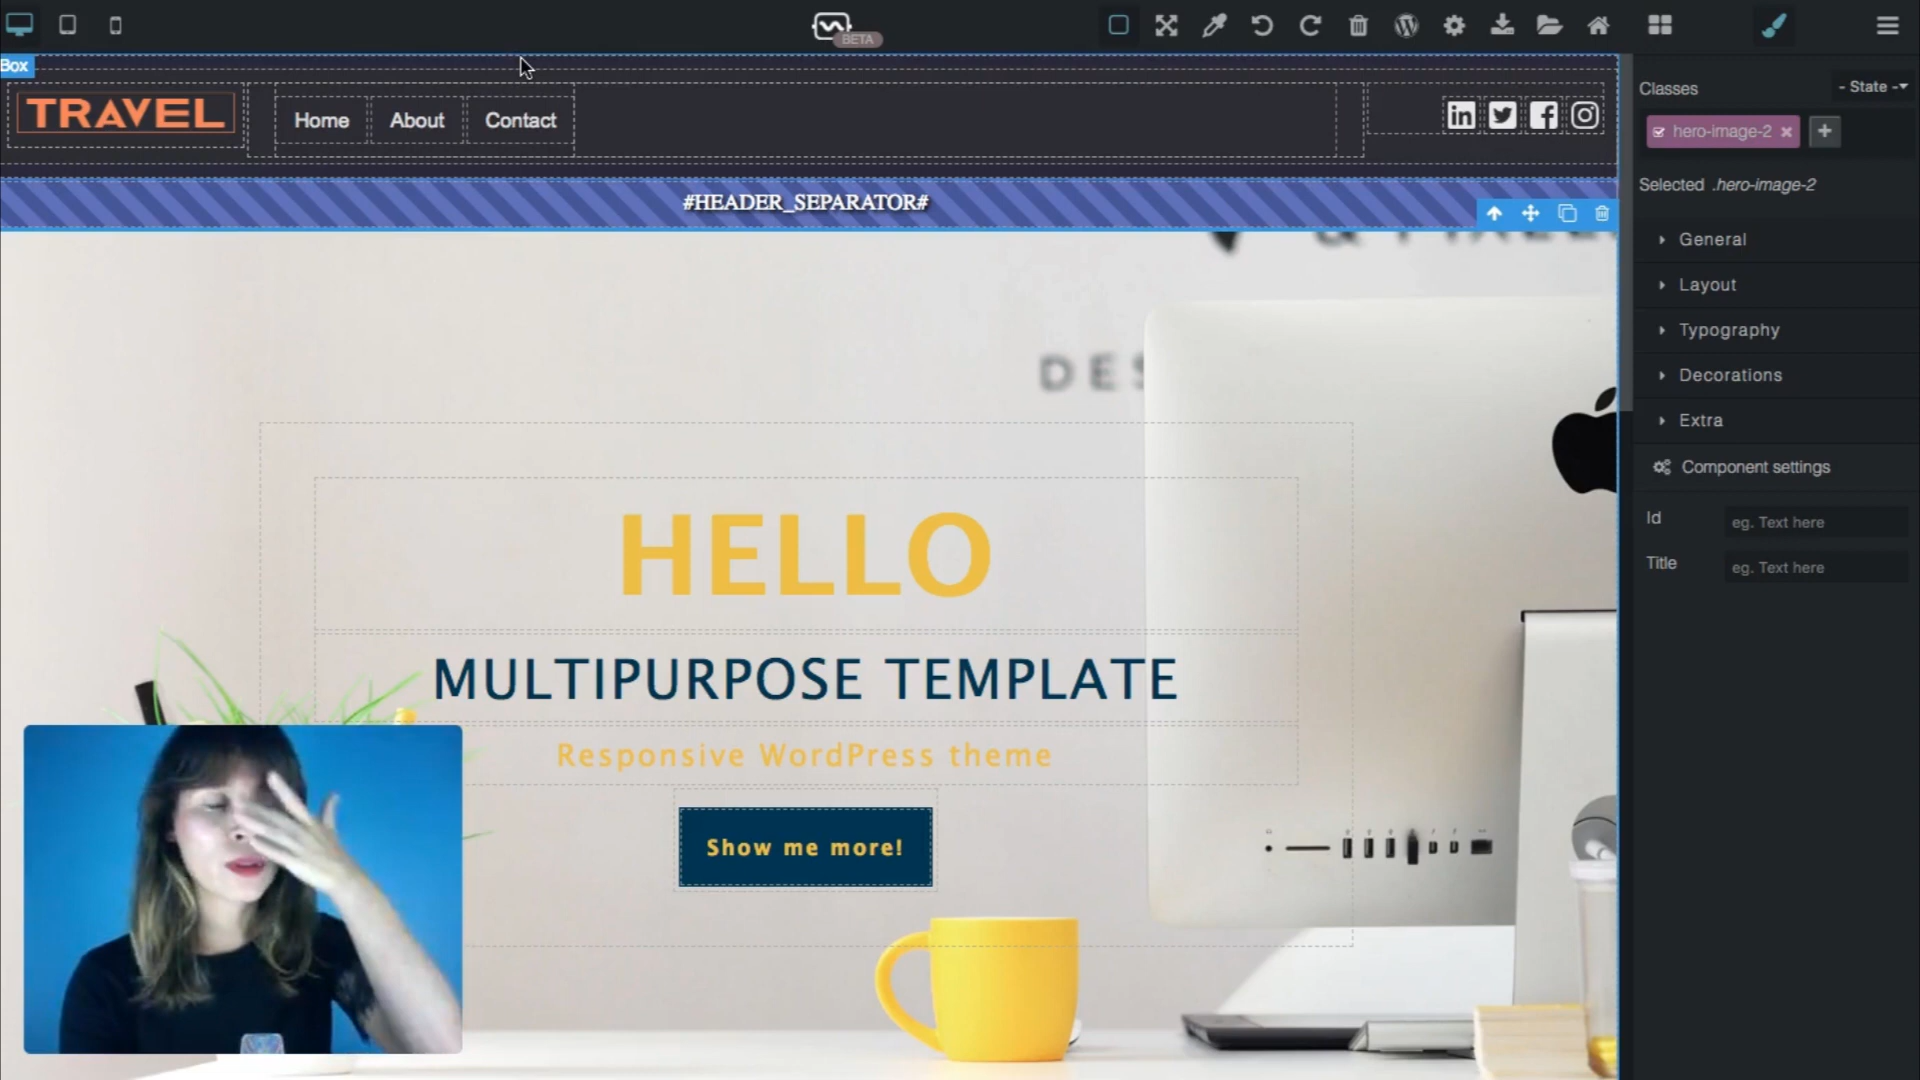 BETA
Box
TRAVEL
Home
About
Contact
#HEADER_SEPARATOR#
DES
HELLO
MULTIPURPOSE TEMPLATE
Responsive WordPress theme
Show me more!
Classes
- State -
hero-image-2
Selected .hero-image-2
General
Layout
Typography
Decorations
Extra
Component settings
Id
eg. Text here
Title
eg. Text here